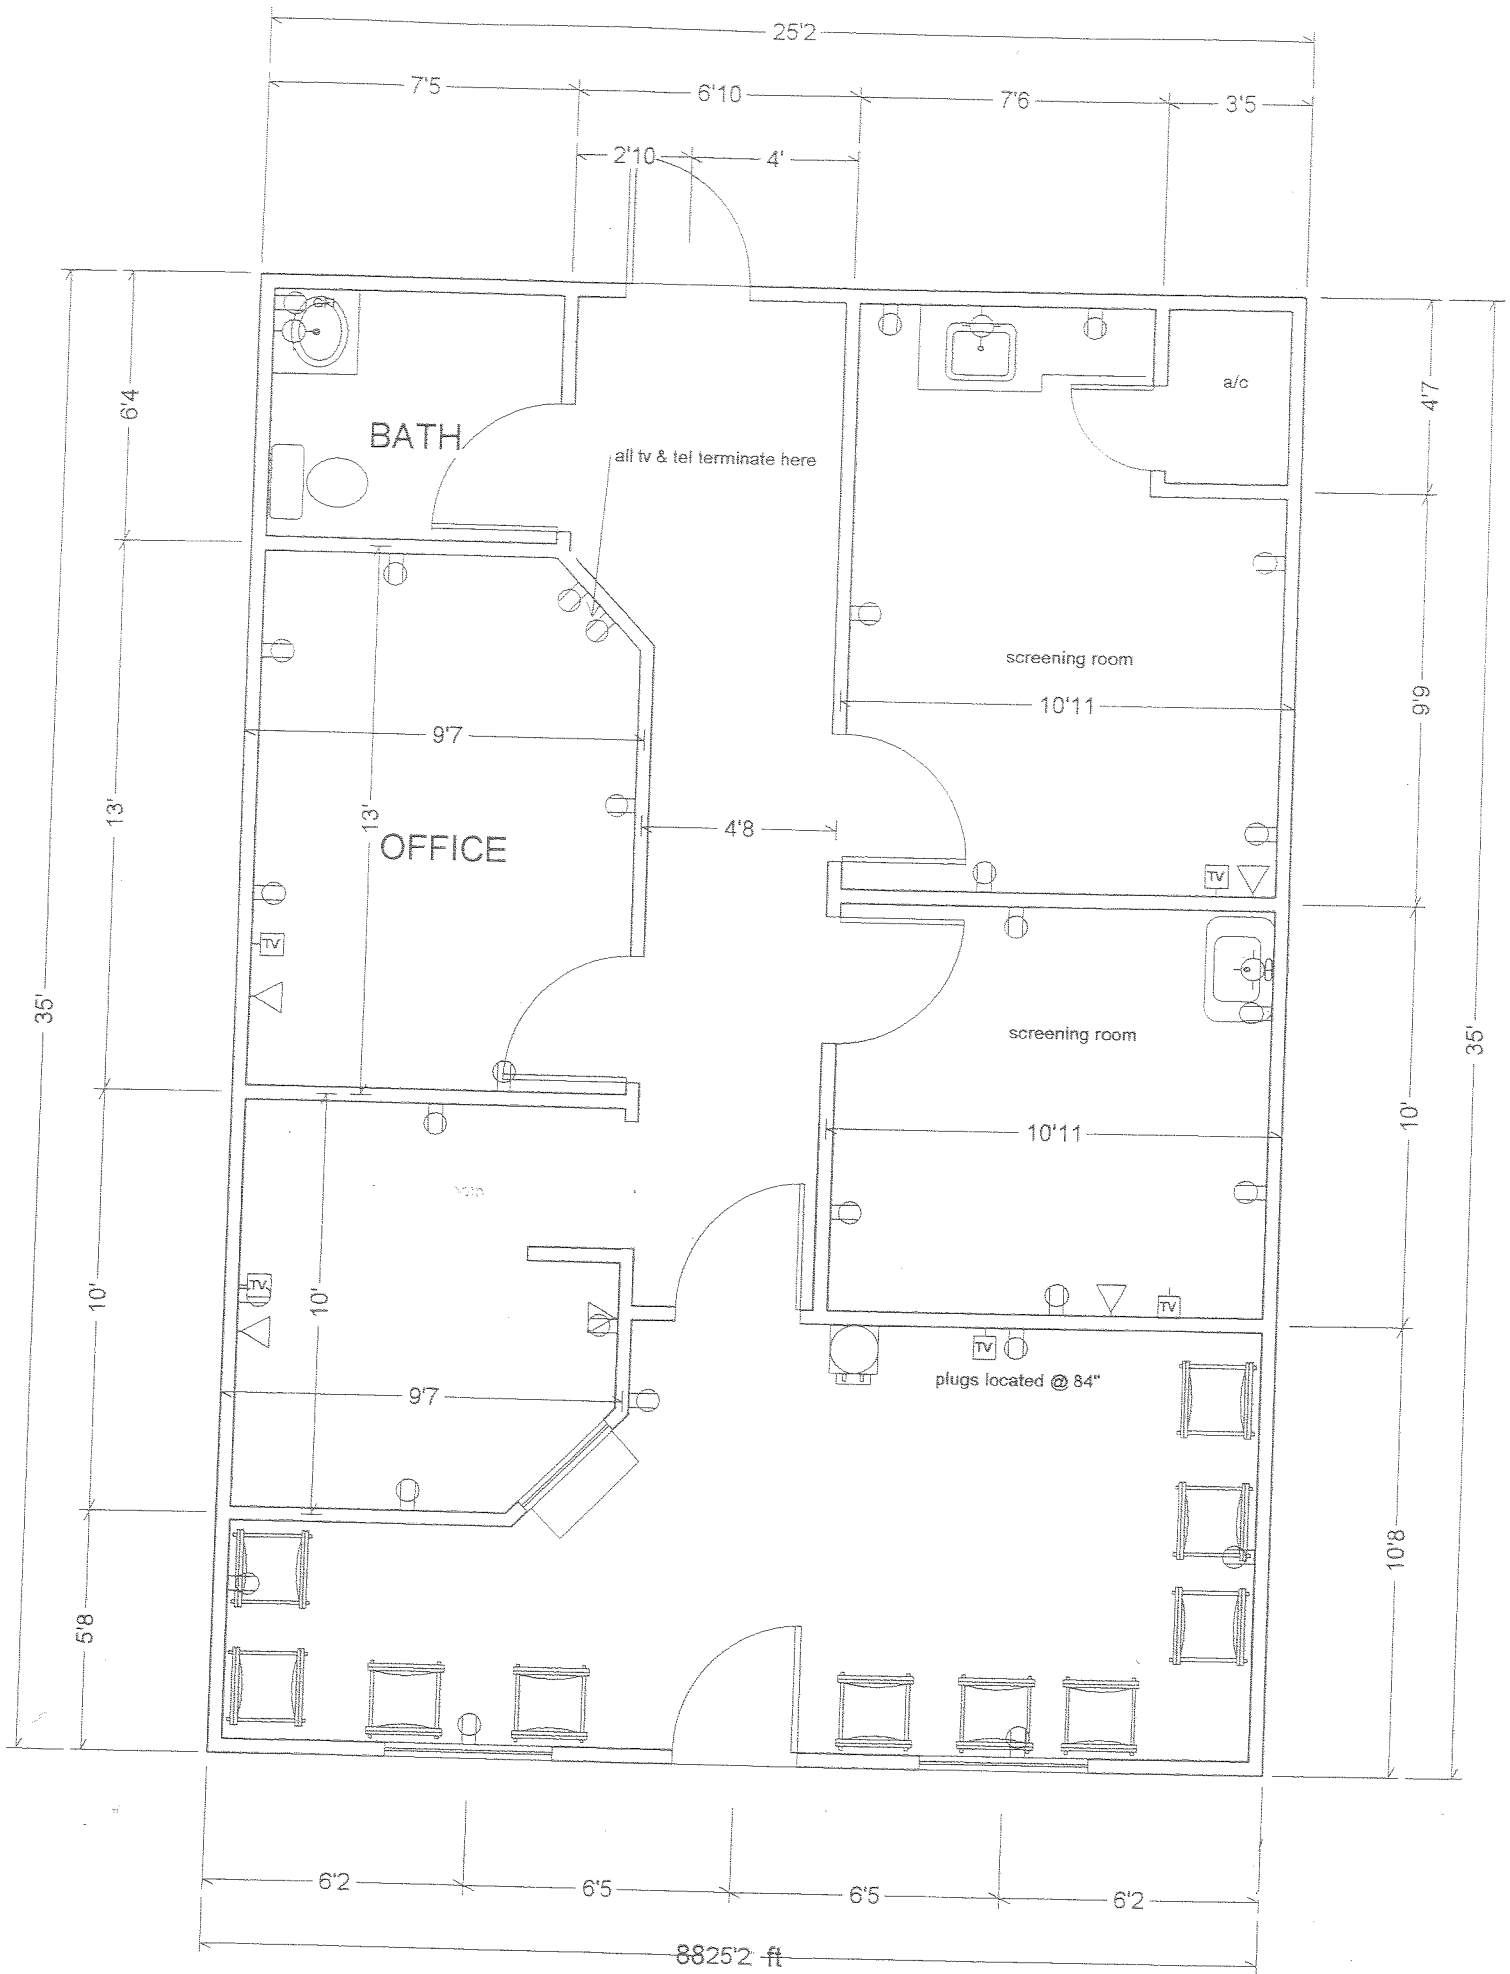 25'2
7'5
6'10
7'6
3'5
2'10
4'
6'4
BATH
all tv & tel terminate here
a/c
4'7
screening room
10'11
9'9
9'7
13'
13'
4'8
OFFICE
TV
TV
35'
35'
screening room
10'11
10'
10'
10'
TV
TV
TV
plugs located @ 84"
9'7
10'8
5'8
6'2
6'5
6'5
6'2
8825'2 ft